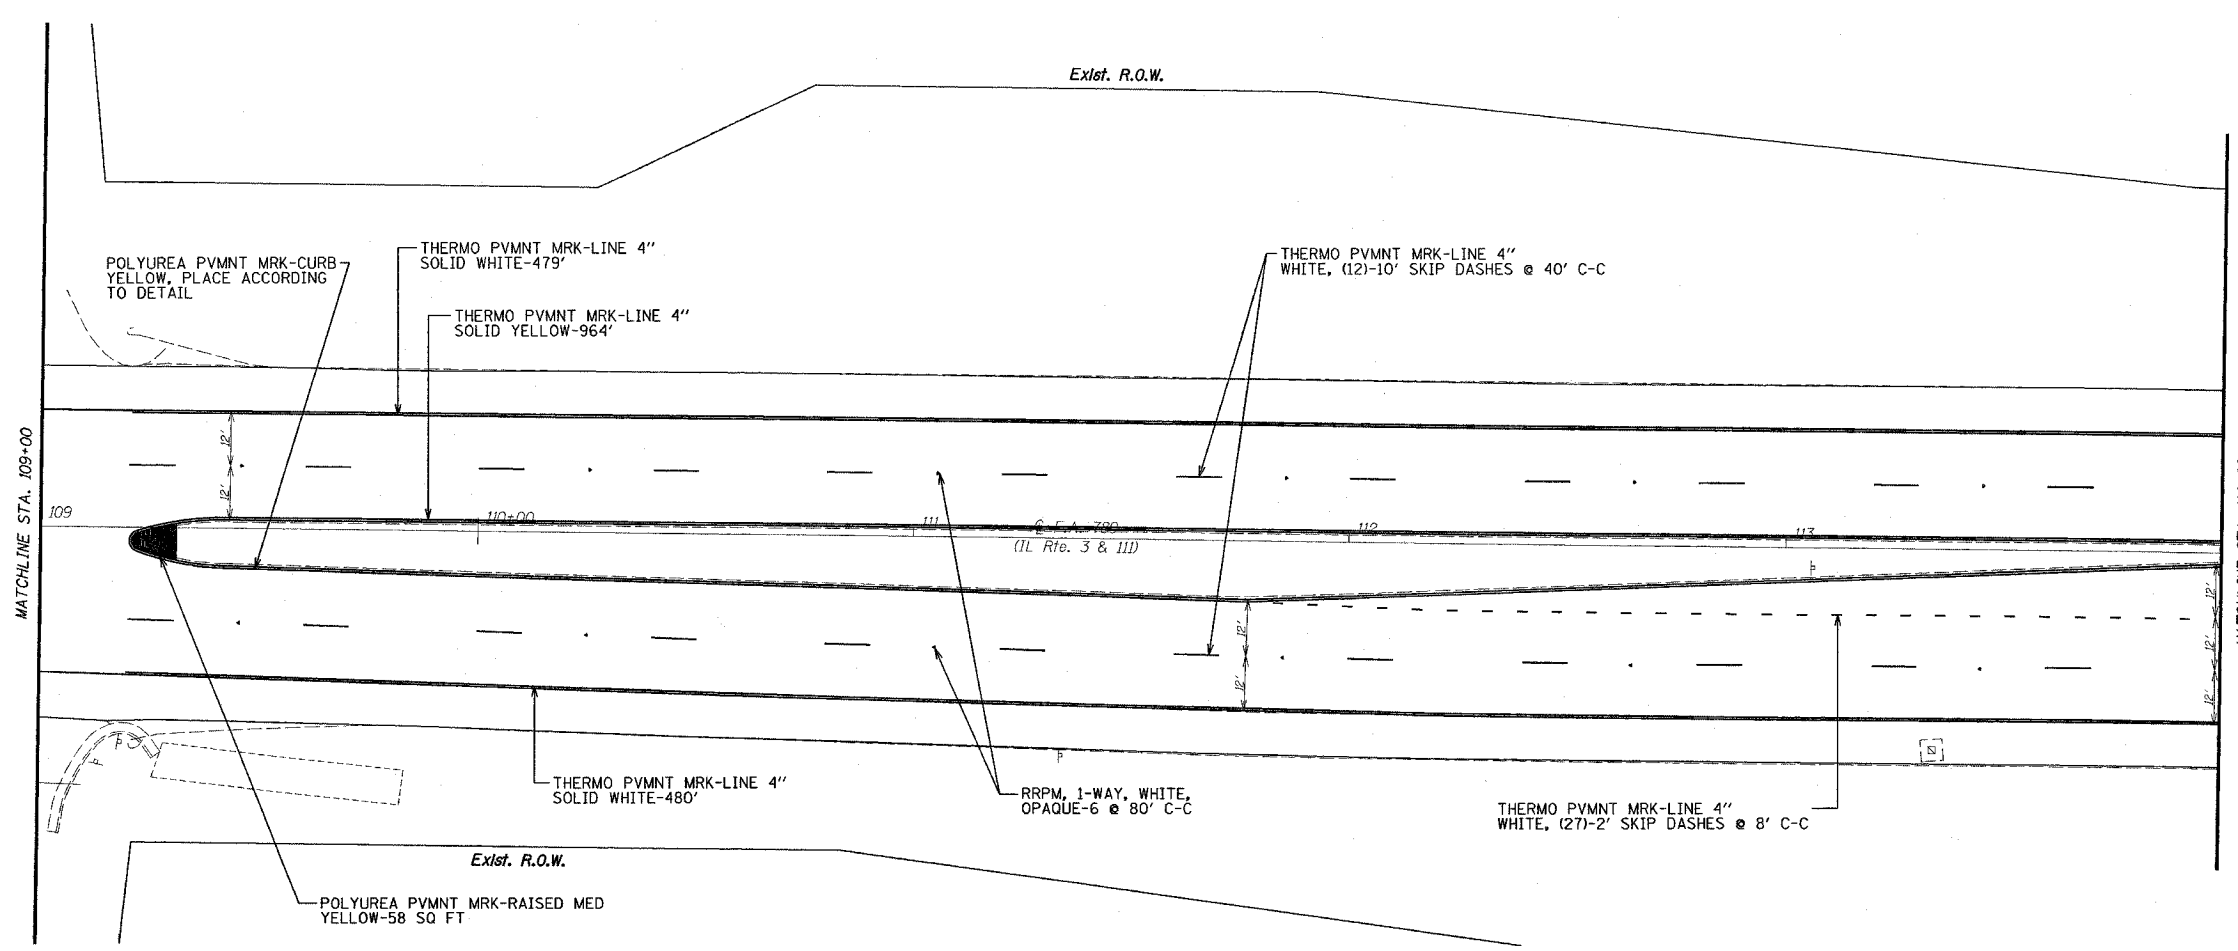 Exist. R.O.W.
THERMO PVMNT MRK-LINE 4"
SOLID WHITE-479'
POLYUREA PVMNT MRK-CURB
YELLOW, PLACE ACCORDING
TO DETAIL
THERMO PVMNT MRK-LINE 4"
SOLID YELLOW-964'
THERMO PVMNT MRK-LINE 4"
WHITE, (12)-10' SKIP DASHES @ 40' C-C
MATCHLINE STA. 109+00
12'
12'
109
110+00
111
℄ F.A. 780
112
113
(IL Rte. 3 & 111)
12'
12'
12'
12'
12'
THERMO PVMNT MRK-LINE 4"
SOLID WHITE-480'
RRPM, 1-WAY, WHITE,
OPAQUE-6 @ 80' C-C
THERMO PVMNT MRK-LINE 4"
WHITE, (27)-2' SKIP DASHES @ 8' C-C
Exist. R.O.W.
POLYUREA PVMNT MRK-RAISED MED
YELLOW-58 SQ FT